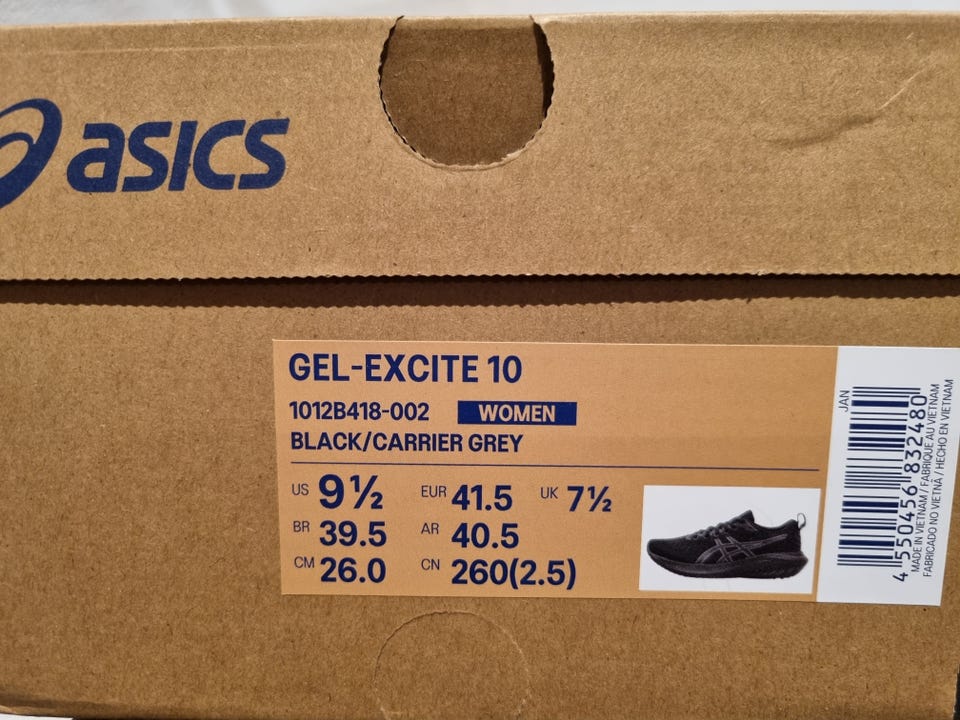 asics
GEL-EXCITE 10
1012B418-002 WOMEN
BLACK/CARRIER GREY
US 9½ EUR 41.5 UK 7½
BR 39.5 AR 40.5
CM 26.0 CN 260(2.5)
JAN
4 550456 832480
MADE IN VIETNAM / FABRIQUÉ AU VIETNAM
FABRICADO NO VIETNÃ / HECHO EN VIETNAM